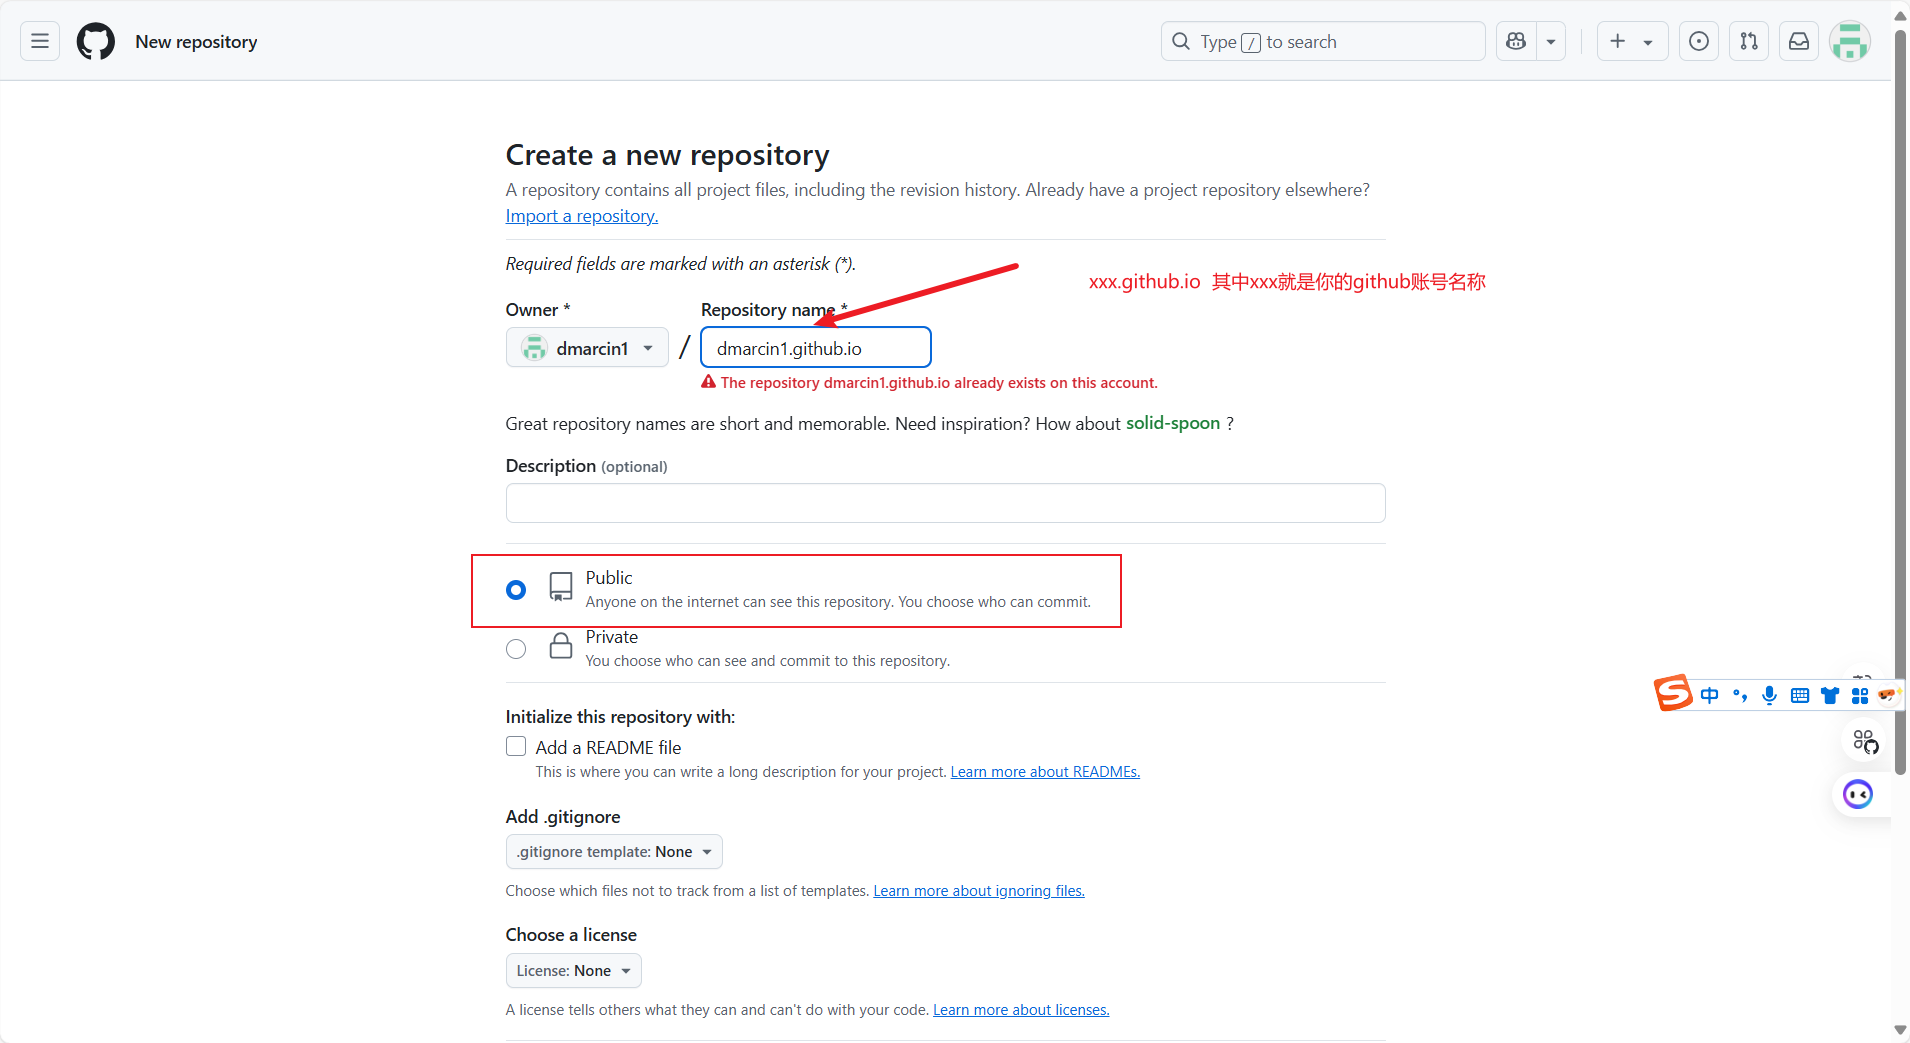 New repository
Type / to search
Create a new repository
A repository contains all project files, including the revision history. Already have a project repository elsewhere?
Import a repository.
Required fields are marked with an asterisk (*).
xxx.github.io 其中xxx就是你的github账号名称
Owner *
Repository name *
dmarcin1
/
dmarcin1.github.io
The repository dmarcin1.github.io already exists on this account.
Great repository names are short and memorable. Need inspiration? How about solid-spoon ?
Description (optional)
Public
Anyone on the internet can see this repository. You choose who can commit.
Private
You choose who can see and commit to this repository.
S 中
Initialize this repository with:
Add a README file
This is where you can write a long description for your project. Learn more about READMEs.
Add .gitignore
.gitignore template: None
Choose which files not to track from a list of templates. Learn more about ignoring files.
Choose a license
License: None
A license tells others what they can and can't do with your code. Learn more about licenses.